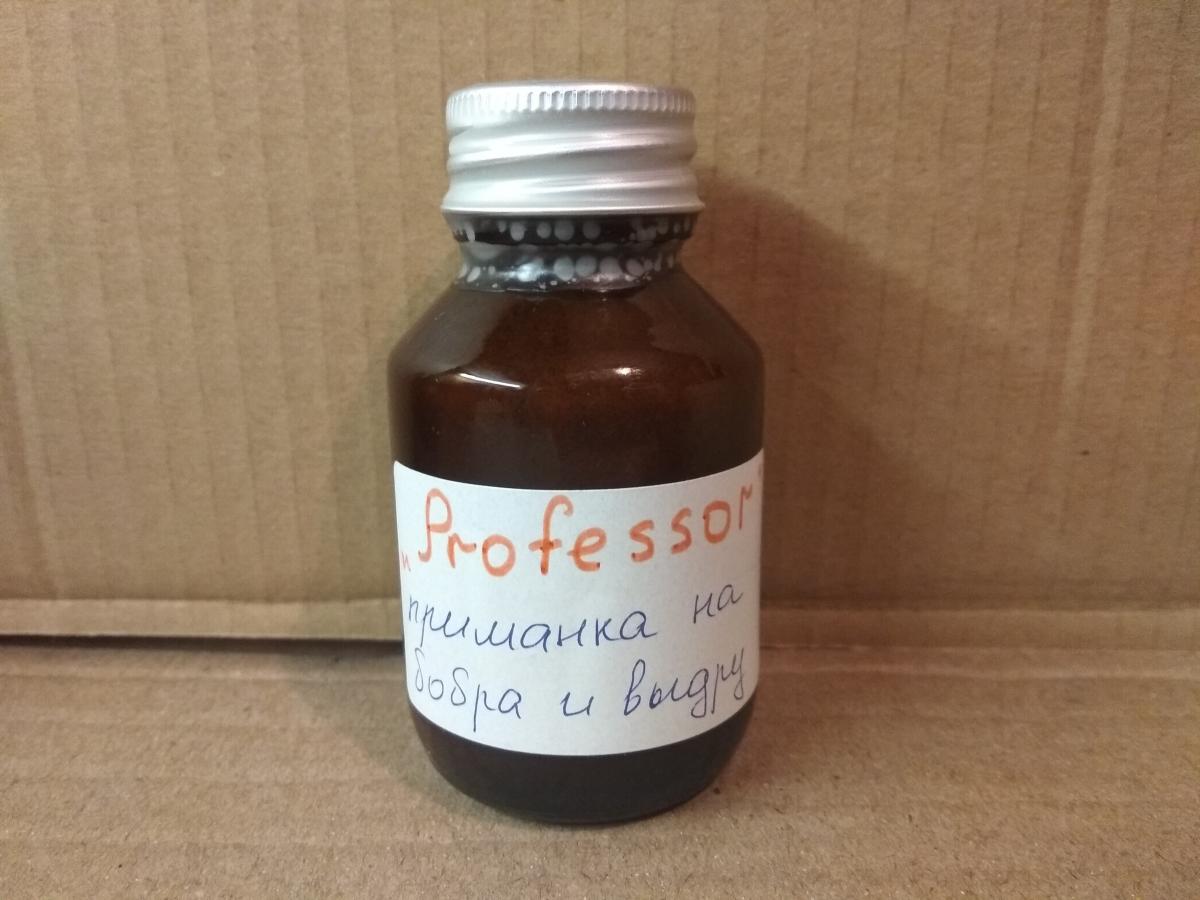 „Professor"
приманка на
бобра и выдру